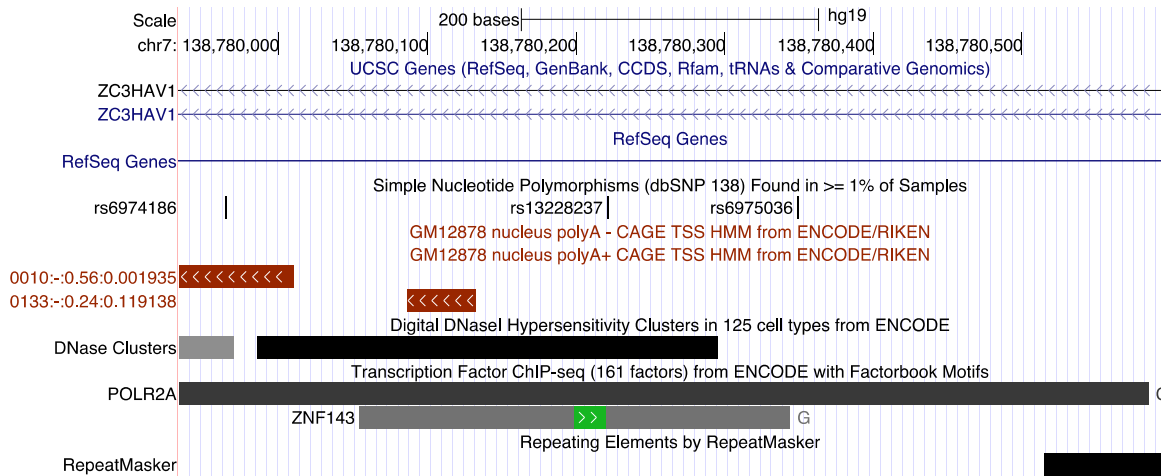 Scale 200 bases hg19
chr7: 138,780,000 138,780,100 138,780,200 138,780,300 138,780,400 138,780,500
UCSC Genes (RefSeq, GenBank, CCDS, Rfam, tRNAs & Comparative Genomics)
ZC3HAV1
ZC3HAV1
RefSeq Genes
RefSeq Genes
Simple Nucleotide Polymorphisms (dbSNP 138) Found in >= 1% of Samples
rs6974186 rs13228237 rs6975036
GM12878 nucleus polyA - CAGE TSS HMM from ENCODE/RIKEN
GM12878 nucleus polyA+ CAGE TSS HMM from ENCODE/RIKEN
0010:-:0.56:0.001935
0133:-:0.24:0.119138
Digital DNaseI Hypersensitivity Clusters in 125 cell types from ENCODE
DNase Clusters
Transcription Factor ChIP-seq (161 factors) from ENCODE with Factorbook Motifs
POLR2A
ZNF143 G
Repeating Elements by RepeatMasker
RepeatMasker